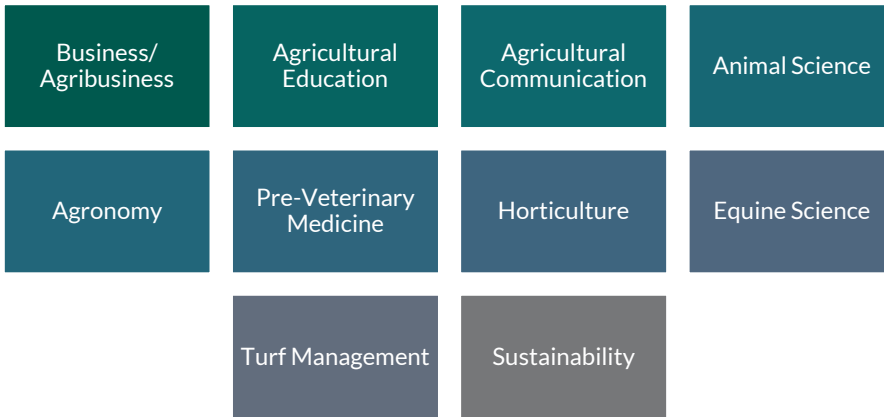 Business/
Agribusiness
Agricultural
Education
Agricultural
Communication
Animal Science
Agronomy
Pre-Veterinary
Medicine
Horticulture
Equine Science
Turf Management
Sustainability